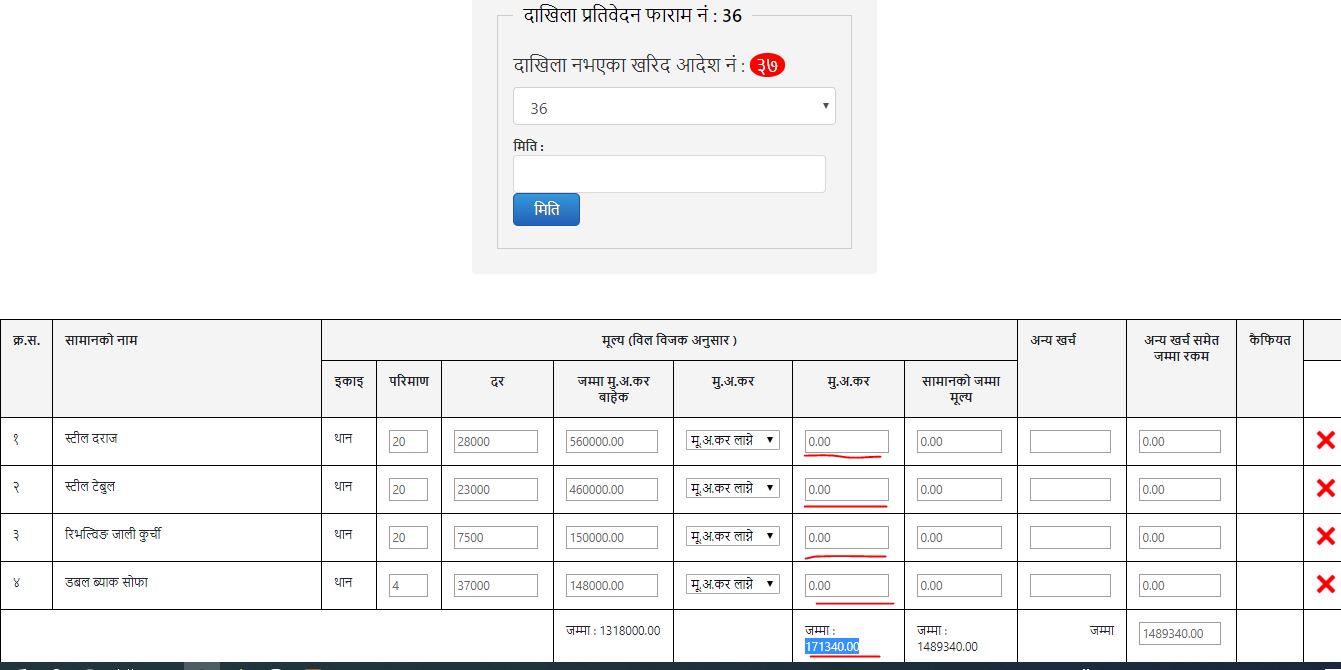 दाखिला प्रतिवेदन फाराम नं : 36
दाखिला नभएका खरिद आदेश नं : ३७
36
मिति :
मिति
क्र.स. सामानको नाम मूल्य (विल विजक अनुसार ) अन्य खर्च अन्य खर्च समेत जम्मा रकम कैफियत
इकाइ परिमाण दर जम्मा मु.अ.कर बाहेक मु.अ.कर मु.अ.कर सामानको जम्मा मूल्य
१ स्टील दराज थान 20 28000 560000.00 मू.अ.कर लाग्ने 0.00 0.00 0.00
२ स्टील टेबुल थान 20 23000 460000.00 मू.अ.कर लाग्ने 0.00 0.00 0.00
३ रिभल्विङ जाली कुर्ची थान 20 7500 150000.00 मू.अ.कर लाग्ने 0.00 0.00 0.00
४ डबल ब्याक सोफा थान 4 37000 148000.00 मू.अ.कर लाग्ने 0.00 0.00 0.00
जम्मा : 1318000.00 जम्मा : 171340.00 जम्मा : 1489340.00 जम्मा 1489340.00